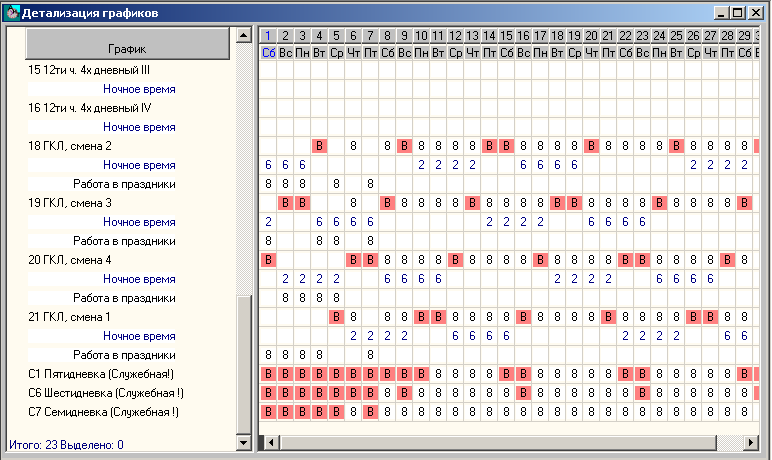 Детализация графиков
График 1 2 3 4 5 6 7 8 9 10 11 12 13 14 15 16 17 18 19 20 21 22 23 24 25 26 27 28 29
Сб Вс Пн Вт Ср Чт Пт Сб Вс Пн Вт Ср Чт Пт Сб Вс Пн Вт Ср Чт Пт Сб Вс Пн Вт Ср Чт Пт Сб
15 12ти ч. 4х дневный III
Ночное время
16 12ти ч. 4х дневный IV
Ночное время
18 ГКЛ, смена 2 В 8 8 В 8 8 8 8 В В 8 8 8 8 В 8 8 8 8 В 8 8 8 8
Ночное время 6 6 6 2 2 2 2 6 6 6 6 2 2 2 2
Работа в праздники 8 8 8 8 8
19 ГКЛ, смена 3 В В 8 В 8 8 8 8 В 8 8 8 8 В В 8 8 8 8 В 8 8 8 8 В
Ночное время 2 6 6 6 6 2 2 2 2 6 6 6 6
Работа в праздники 8 8 8 8
20 ГКЛ, смена 4 В В В 8 8 8 8 В 8 8 8 8 В 8 8 8 8 В В 8 8 8 8 В 8
Ночное время 2 2 2 2 6 6 6 6 2 2 2 2 6 6 6 6
Работа в праздники 8 8 8 8
21 ГКЛ, смена 1 В 8 8 8 В В 8 8 8 8 В 8 8 8 8 В 8 8 8 8 В В 8 8
Ночное время 2 2 2 2 6 6 6 6 2 2 2 2 6 6
Работа в праздники 8 8 8 8 8
С1 Пятидневка (Служебная!) В В В В В В В В В В 8 8 8 8 В В 8 8 8 8 8 В В 8 8 8 8 8 В
С6 Шестидневка (Служебная !) В В В В В В В 8 В 8 8 8 8 8 8 В 8 8 8 8 8 8 В 8 8 8 8 8 8
С7 Семидневка (Служебная !) В В В В В 8 В 8 8 8 8 8 8 8 8 8 8 8 8 8 8 8 8 8 8 8 8 8 8
Итого: 23 Выделено: 0